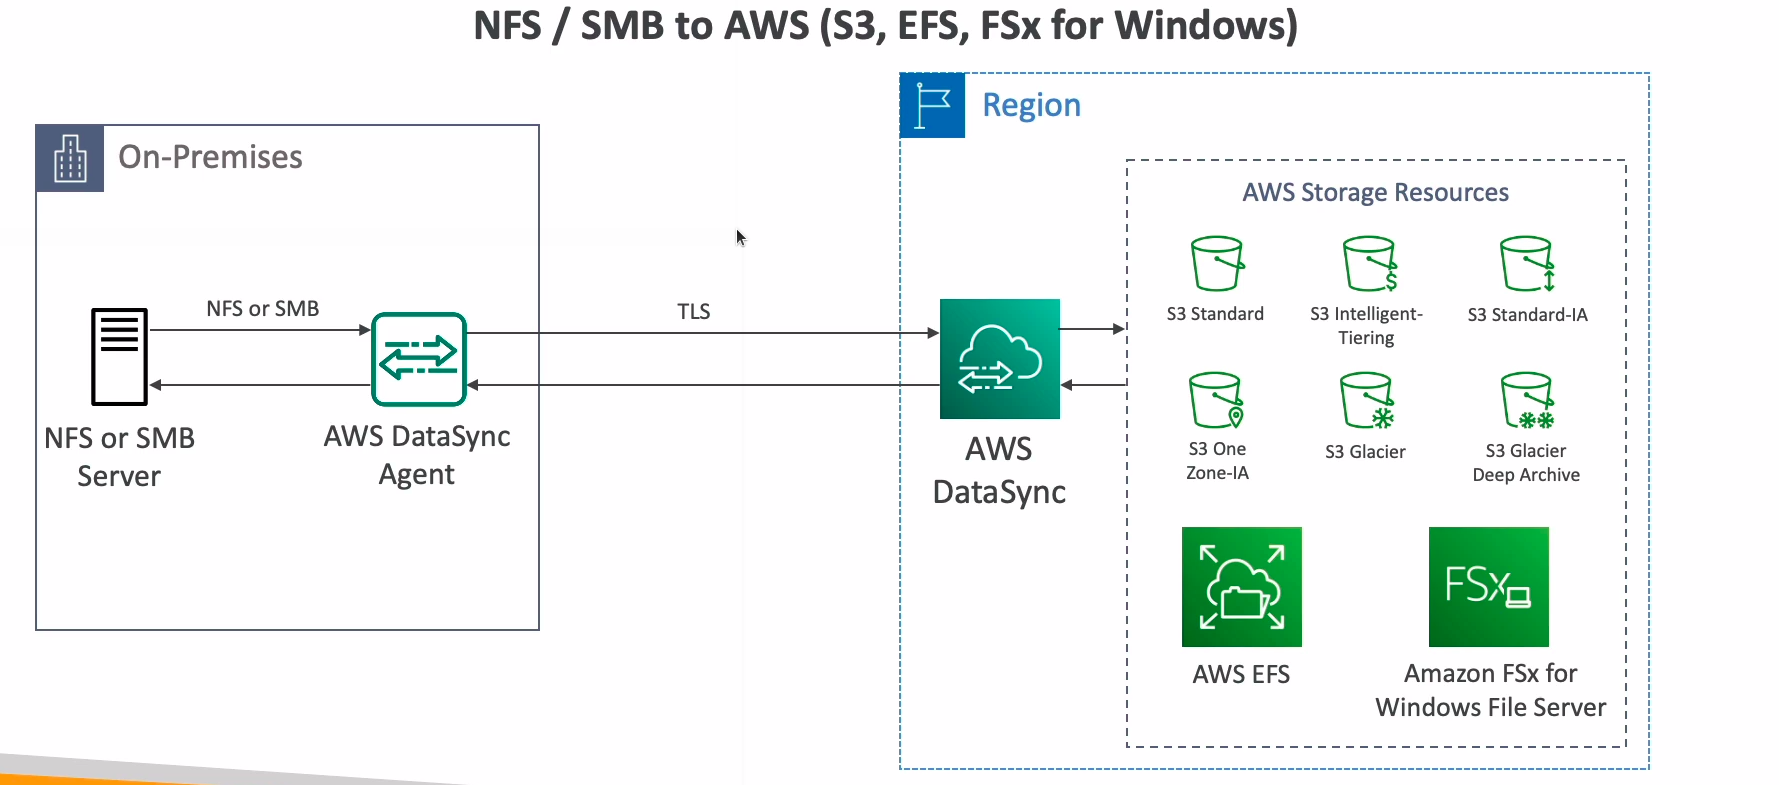 NFS / SMB to AWS (S3, EFS, FSx for Windows)
On-Premises
NFS or SMB
NFS or SMB
Server
AWS DataSync
Agent
TLS
Region
AWS
DataSync
AWS Storage Resources
S3 Standard
S3 Intelligent-
Tiering
S3 Standard-IA
S3 One
Zone-IA
S3 Glacier
S3 Glacier
Deep Archive
$
FSx
AWS EFS
Amazon FSx for
Windows File Server